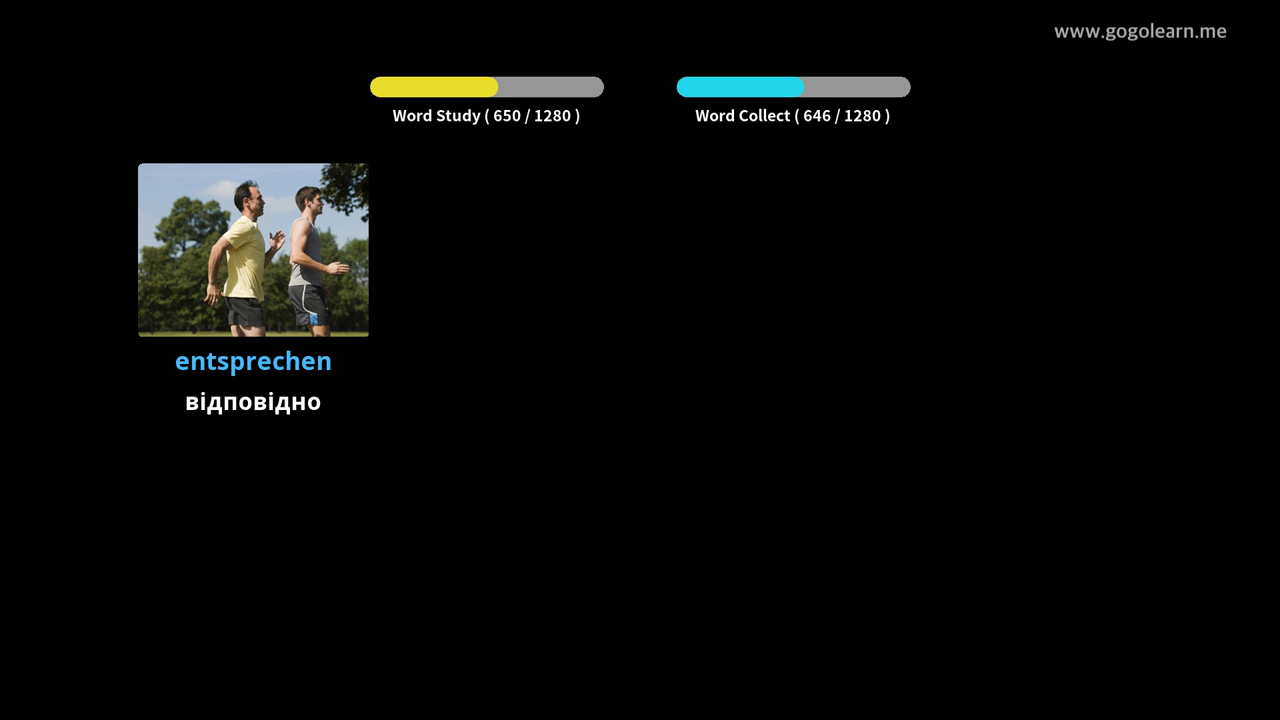 www.gogolearn.me
Word Study ( 650 / 1280 )
Word Collect ( 646 / 1280 )
entsprechen
відповідно